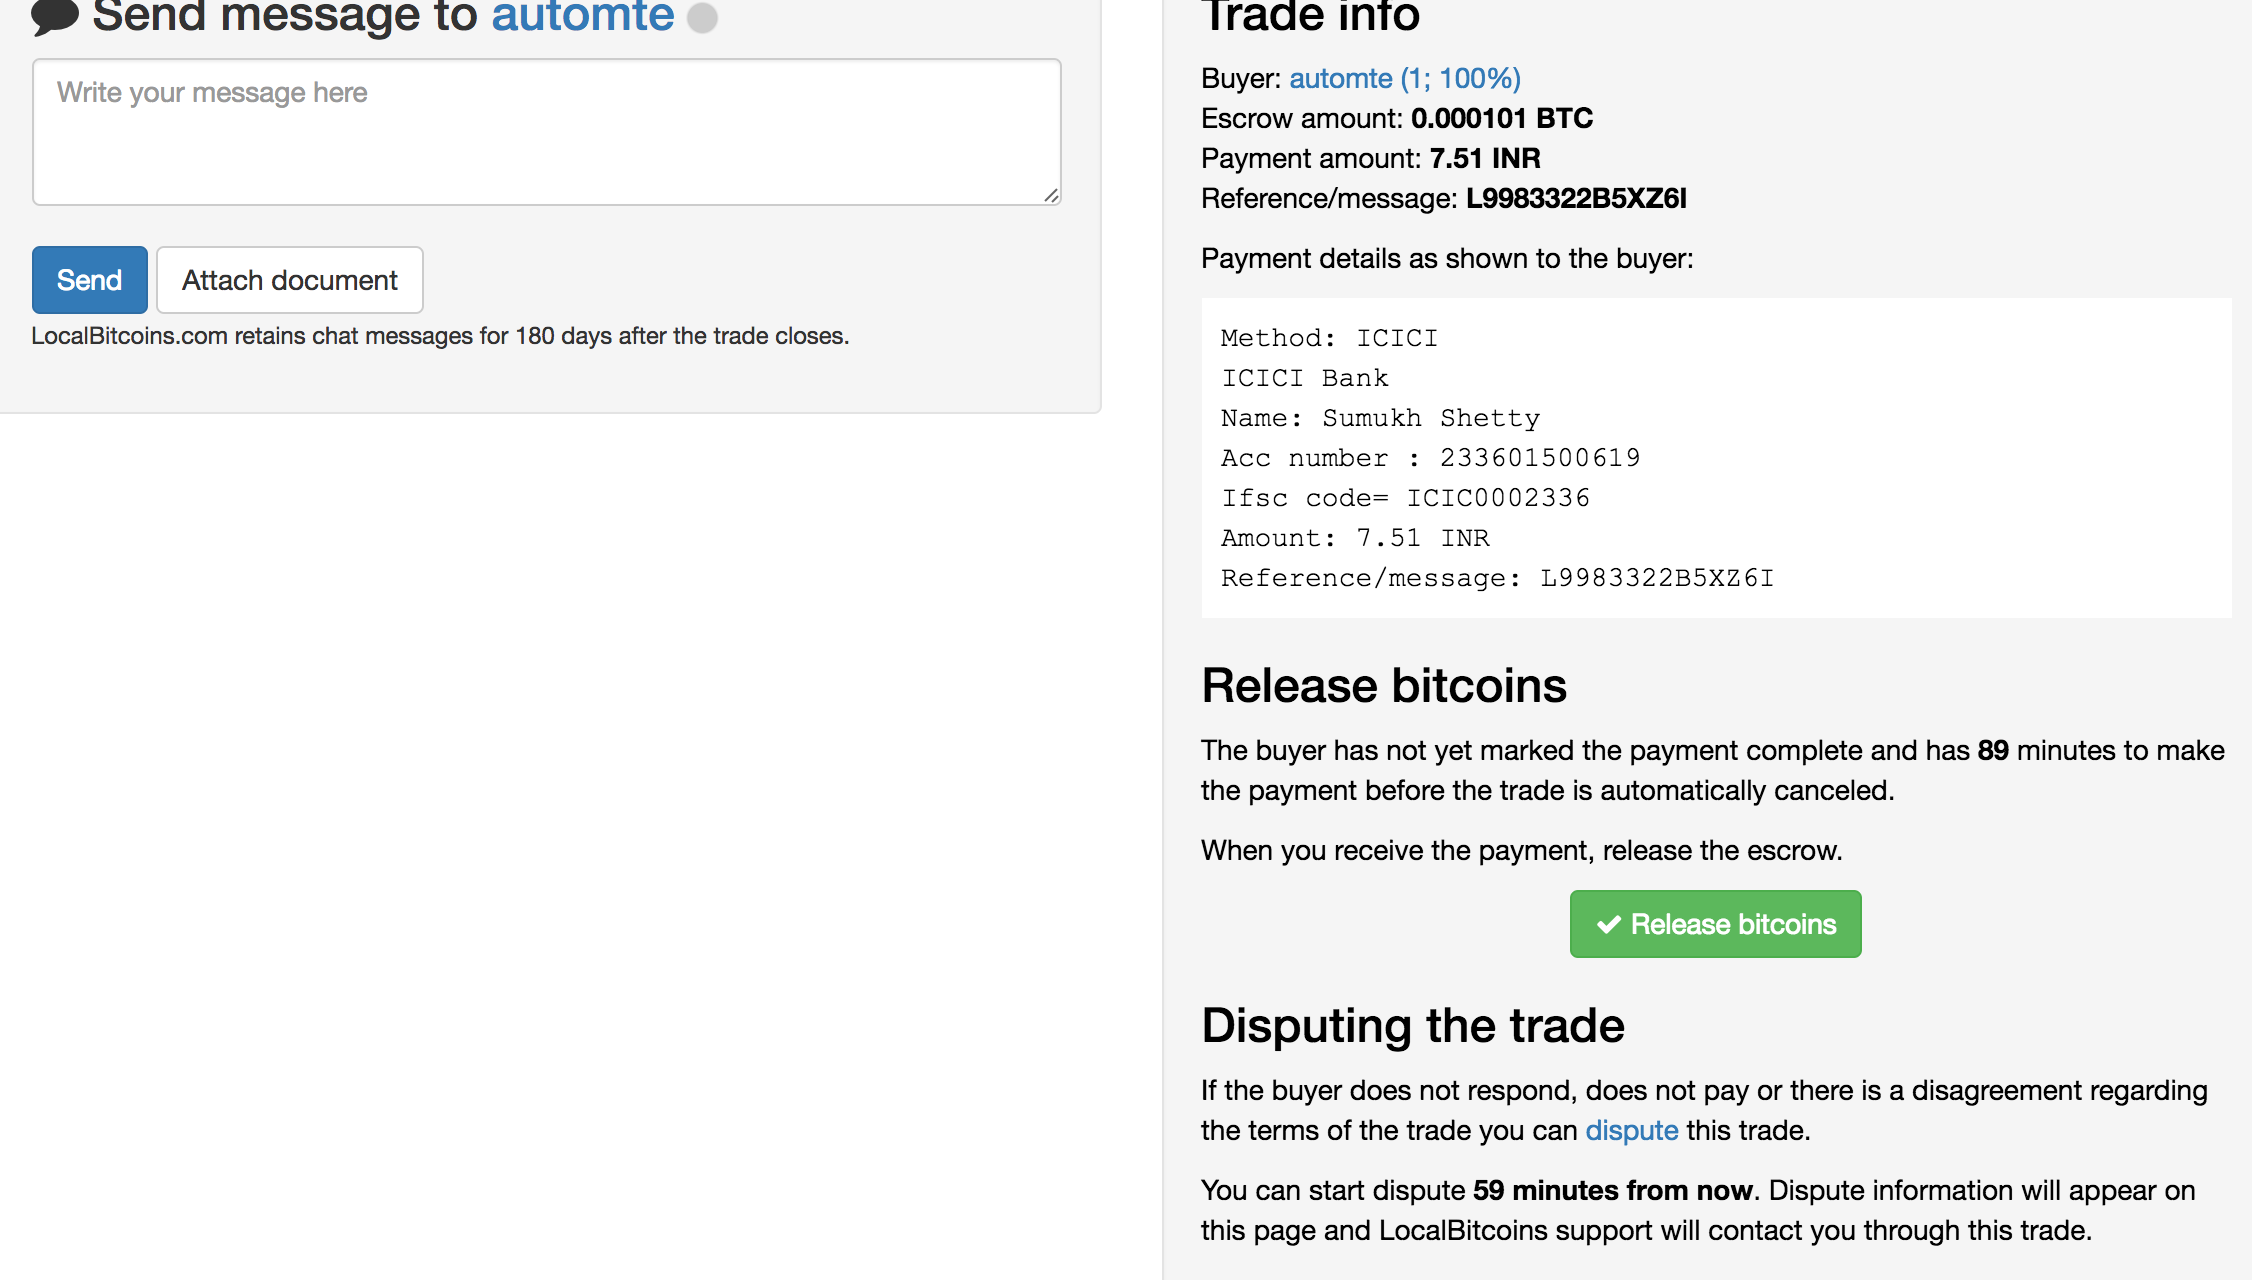 Send message to automte
Write your message here
Send
Attach document
LocalBitcoins.com retains chat messages for 180 days after the trade closes.
Trade info
Buyer: automte (1; 100%)
Escrow amount: 0.000101 BTC
Payment amount: 7.51 INR
Reference/message: L9983322B5XZ6I
Payment details as shown to the buyer:
Method: ICICI
ICICI Bank
Name: Sumukh Shetty
Acc number : 233601500619
Ifsc code= ICIC0002336
Amount: 7.51 INR
Reference/message: L9983322B5XZ6I
Release bitcoins
The buyer has not yet marked the payment complete and has 89 minutes to make
the payment before the trade is automatically canceled.
When you receive the payment, release the escrow.
Release bitcoins
Disputing the trade
If the buyer does not respond, does not pay or there is a disagreement regarding
the terms of the trade you can dispute this trade.
You can start dispute 59 minutes from now. Dispute information will appear on
this page and LocalBitcoins support will contact you through this trade.